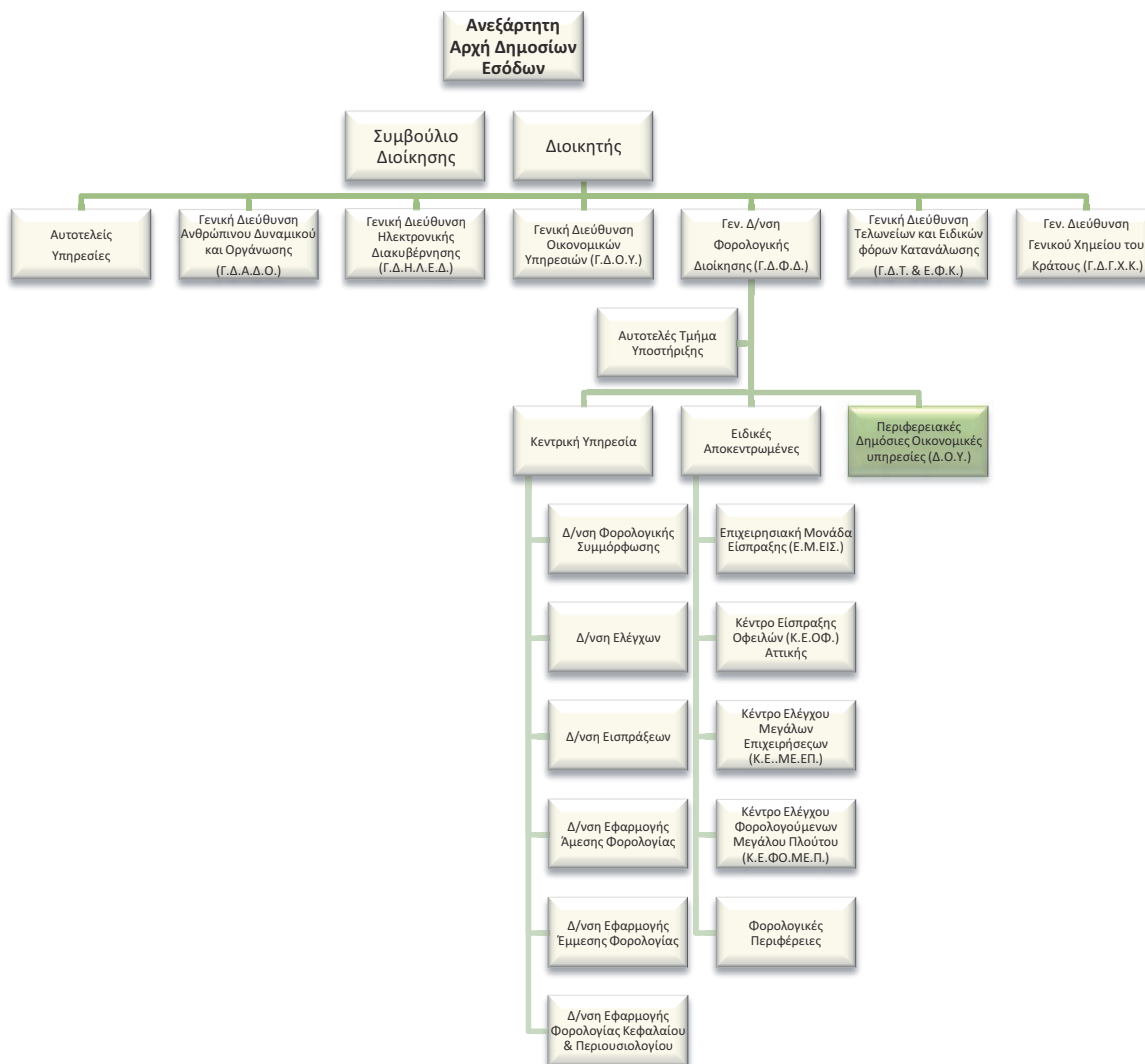 Ανεξάρτητη
Αρχή Δημοσίων
Εσόδων
Συμβούλιο
Διοίκησης
Διοικητής
Αυτοτελείς
Υπηρεσίες
Γενική Διεύθυνση
Ανθρώπινου Δυναμικού
και Οργάνωσης
(Γ.Δ.Α.Δ.Ο.)
Γενική Διεύθυνση
Ηλεκτρονικής
Διακυβέρνησης
(Γ.ΔΗ.Λ.Ε.Δ.)
Γενική Διεύθυνση
Οικονομικών
Υπηρεσιών (Γ.Δ.Ο.Υ.)
Γεν. Δ/νση
Φορολογικής
Διοίκησης (Γ.Δ.Φ.Δ.)
Γενική Διεύθυνση
Τελωνείων και Ειδικών
φόρων Κατανάλωσης
(Γ.Δ.Τ. & Ε.Φ.Κ.)
Γεν. Διεύθυνση
Γενικού Χημείου του
Κράτους (Γ.Δ.Γ.Χ.Κ.)
Αυτοτελές Τμήμα
Υποστήριξης
Κεντρική Υπηρεσία
Ειδικές
Αποκεντρωμένες
Περιφερειακές
Δημόσιες Οικονομικές
υπηρεσίες (Δ.Ο.Υ.)
Δ/νση Φορολογικής
Συμμόρφωσης
Δ/νση Ελέγχων
Δ/νση Εισπράξεων
Δ/νση Εφαρμογής
Άμεσης Φορολογίας
Δ/νση Εφαρμογής
Έμμεσης Φορολογίας
Δ/νση Εφαρμογής
Φορολογίας Κεφαλαίου
& Περιουσιολογίου
Επιχειρησιακή Μονάδα
Είσπραξης (Ε.Μ.ΕΙΣ.)
Κέντρο Είσπραξης
Οφειλών (Κ.Ε.ΟΦ.)
Αττικής
Κέντρο Ελέγχου
Μεγάλων
Επιχειρήσεςων
(Κ.Ε..ΜΕ.ΕΠ.)
Κέντρο Ελέγχου
Φορολογούμενων
Μεγάλου Πλούτου
(Κ.Ε.ΦΟ.ΜΕ.Π.)
Φορολογικές
Περιφέρειες